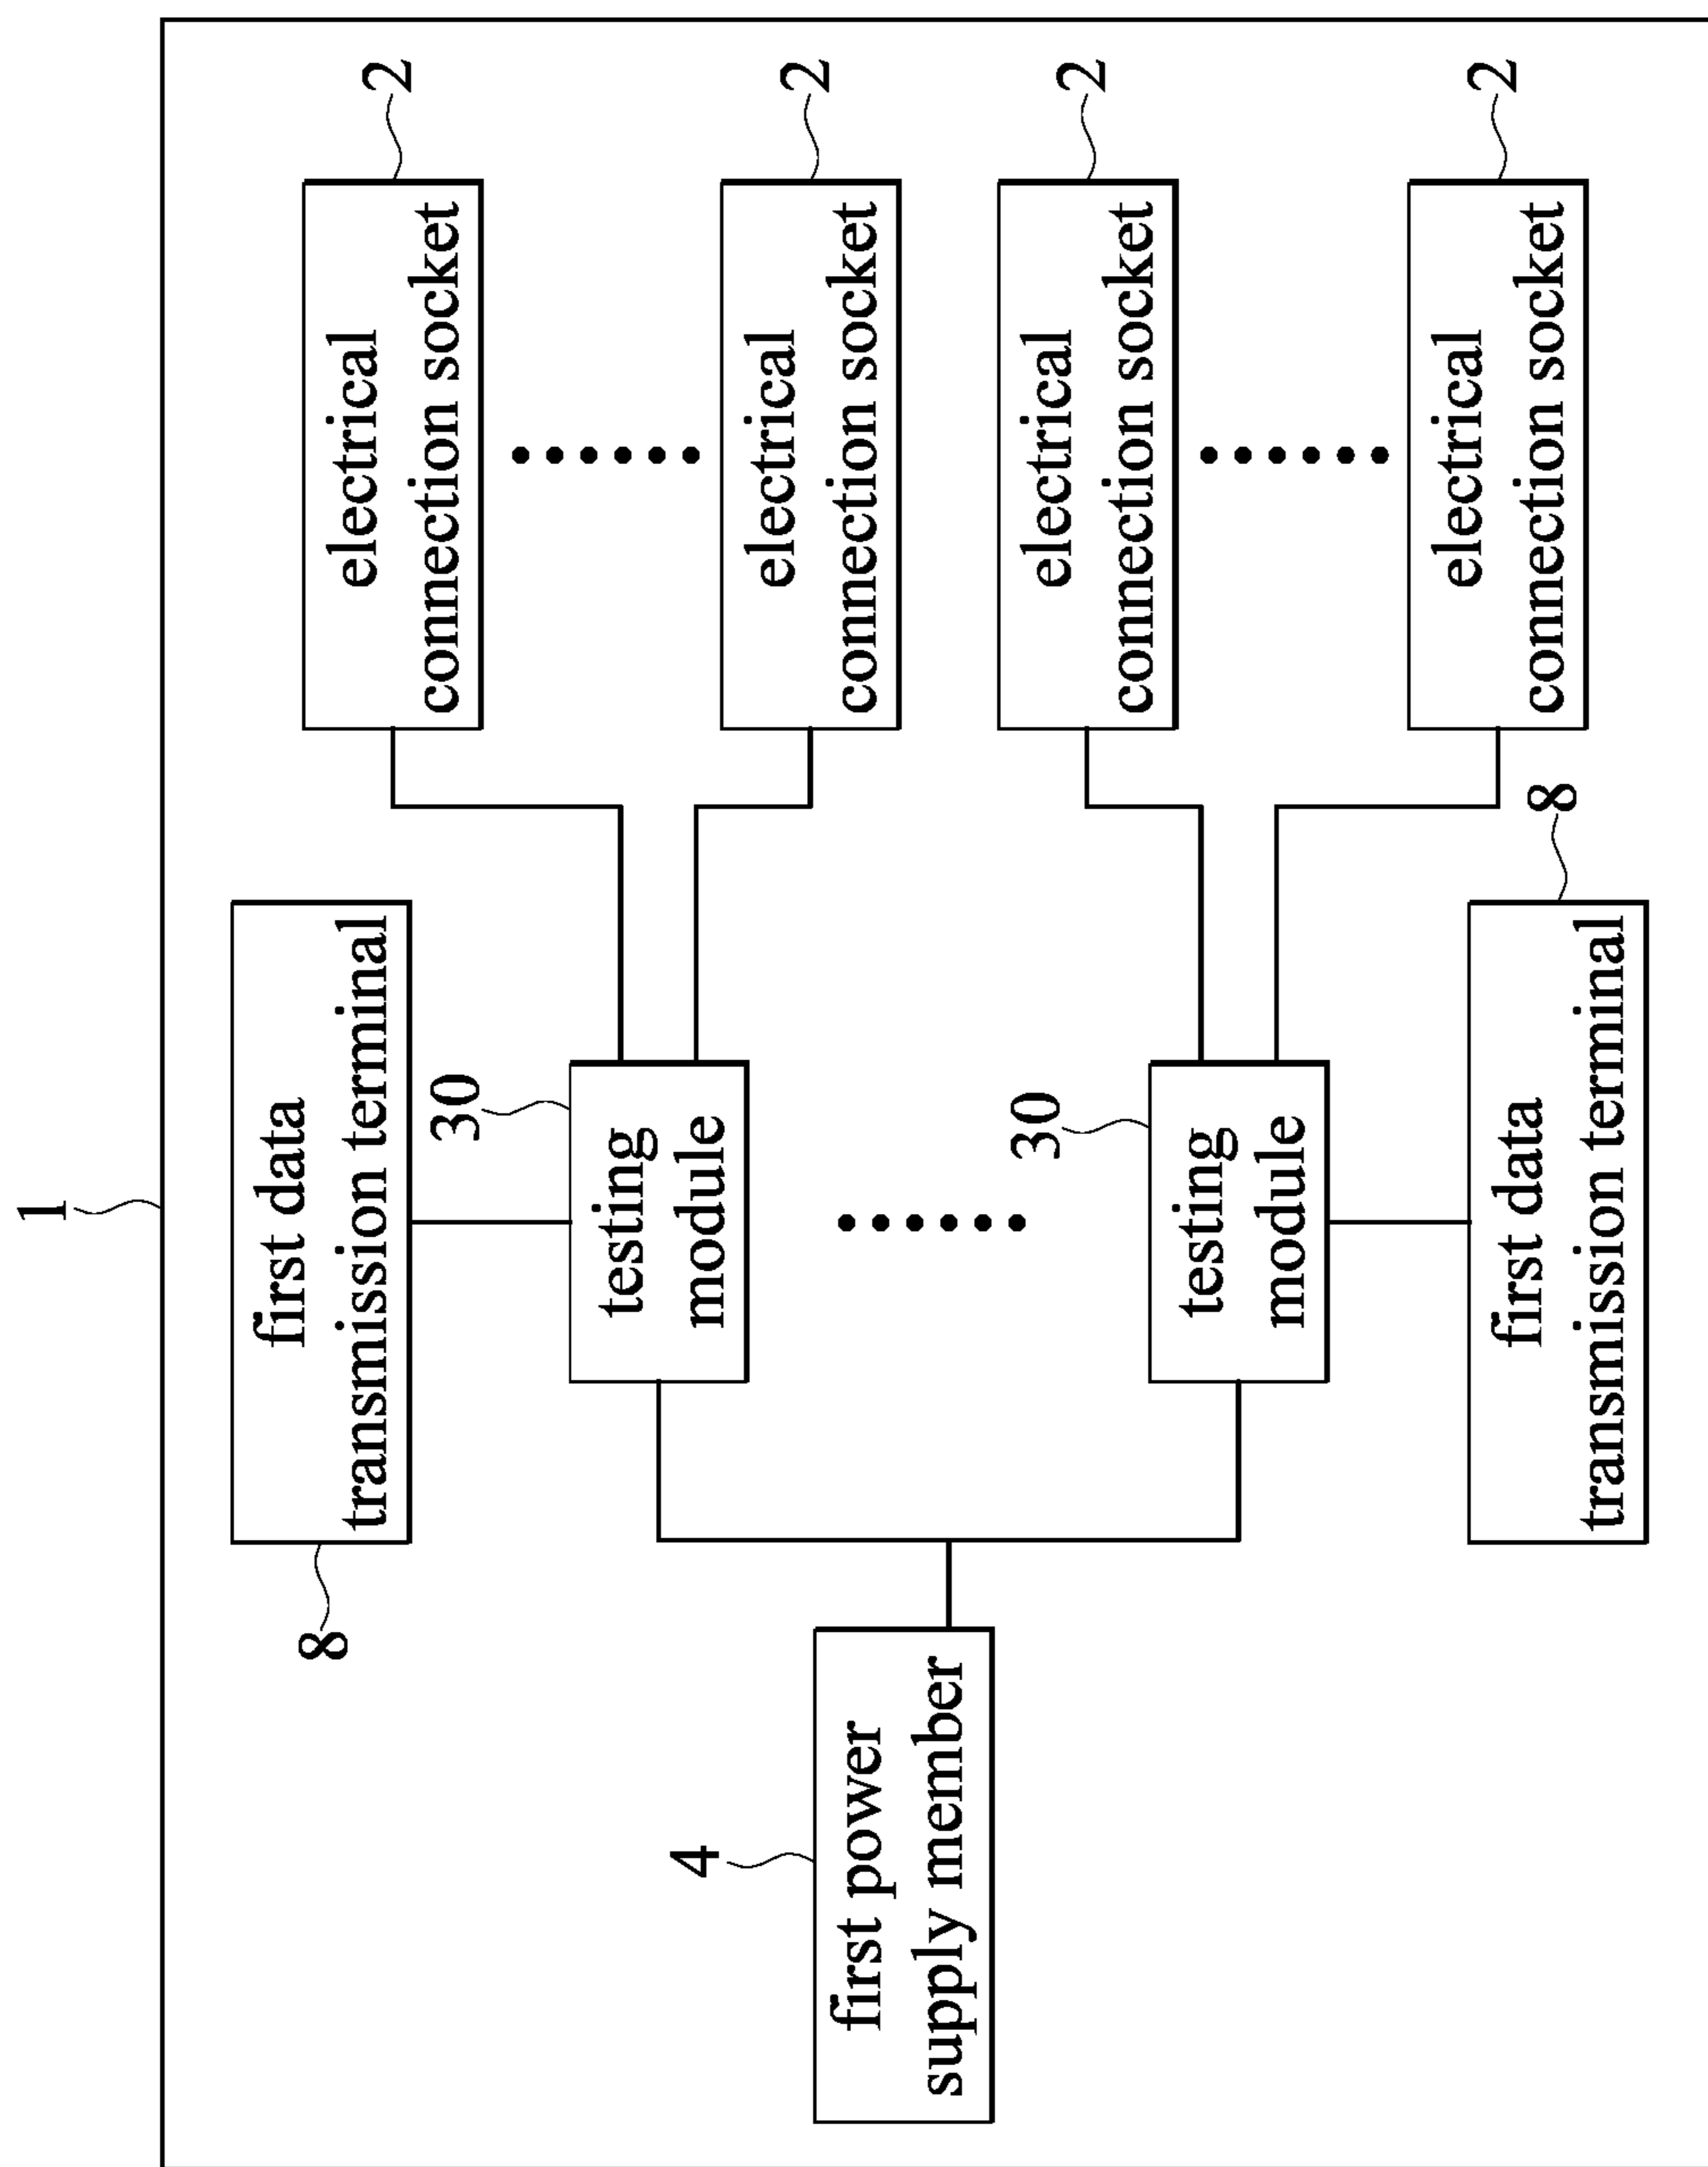 1
8
first data
transmission terminal
30
testing
module
electrical
connection socket
2
electrical
connection socket
2
4
first power
supply member
30
testing
module
electrical
connection socket
2
electrical
connection socket
2
first data
transmission terminal
8